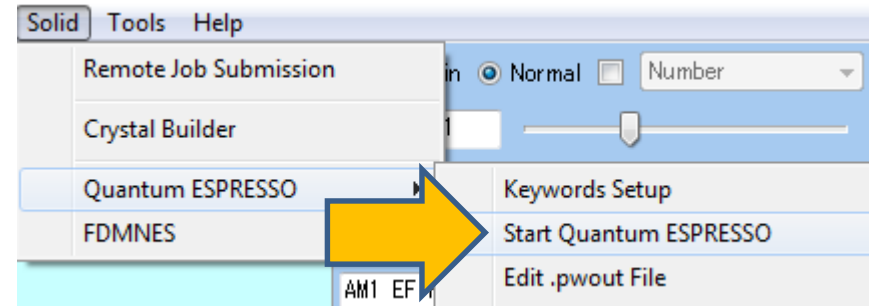 Solid Tools Help
Remote Job Submission
in Normal Number
Crystal Builder
1
Quantum ESPRESSO
Keywords Setup
FDMNES
Start Quantum ESPRESSO
AM1 EF
Edit .pwout File